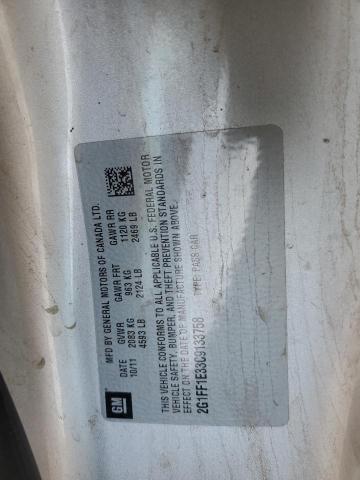 GM
MFD BY GENERAL MOTORS OF CANADA LTD.
DATE GVWR GAWR FRT GAWR RR
10/11 2083 KG 963 KG 1120 KG
4593 LB 2124 LB 2469 LB
THIS VEHICLE CONFORMS TO ALL APPLICABLE U.S. FEDERAL MOTOR
VEHICLE SAFETY, BUMPER, AND THEFT PREVENTION STANDARDS IN
EFFECT ON THE DATE OF MANUFACTURE SHOWN ABOVE.
2G1FF1E33C9133758 TYPE: PASS CAR